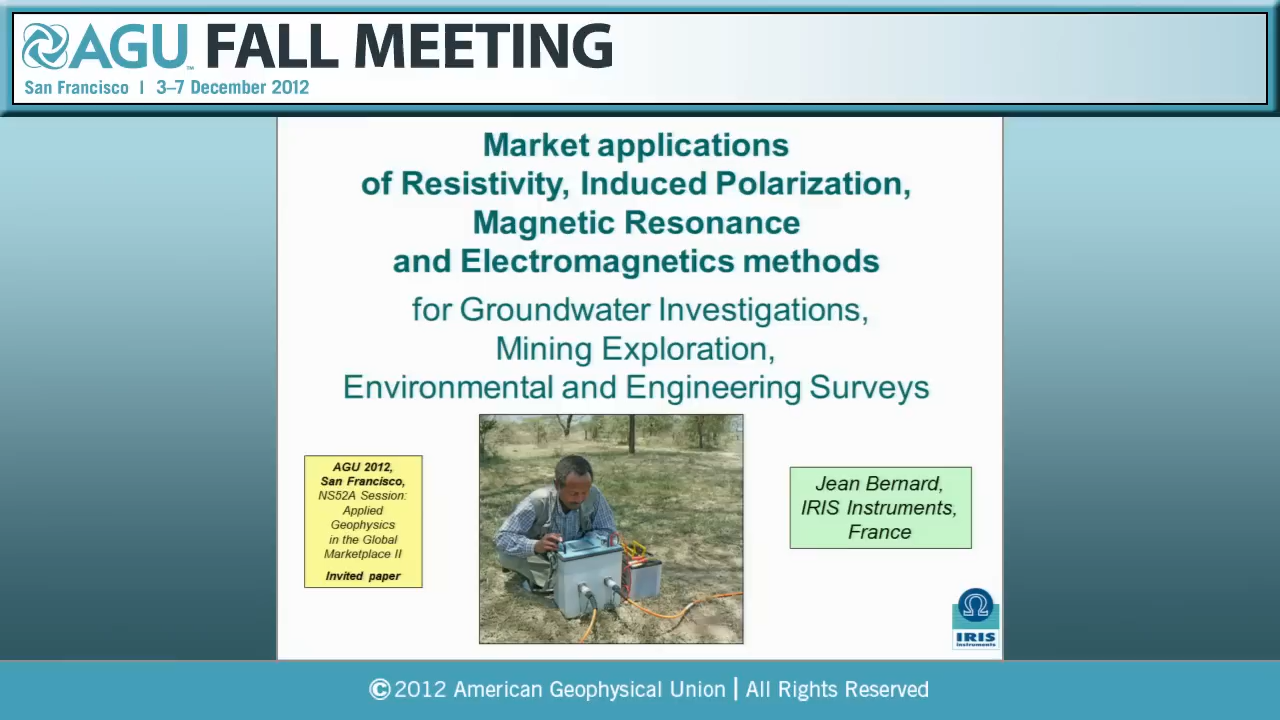 AGU FALL MEETING
San Francisco | 3–7 December 2012
Market applications
of Resistivity, Induced Polarization,
Magnetic Resonance
and Electromagnetics methods
for Groundwater Investigations,
Mining Exploration,
Environmental and Engineering Surveys
AGU 2012,
San Francisco,
NS52A Session:
Applied
Geophysics
in the Global
Marketplace II
Invited paper
Jean Bernard,
IRIS Instruments,
France
IRIS
Instruments
©2012 American Geophysical Union | All Rights Reserved